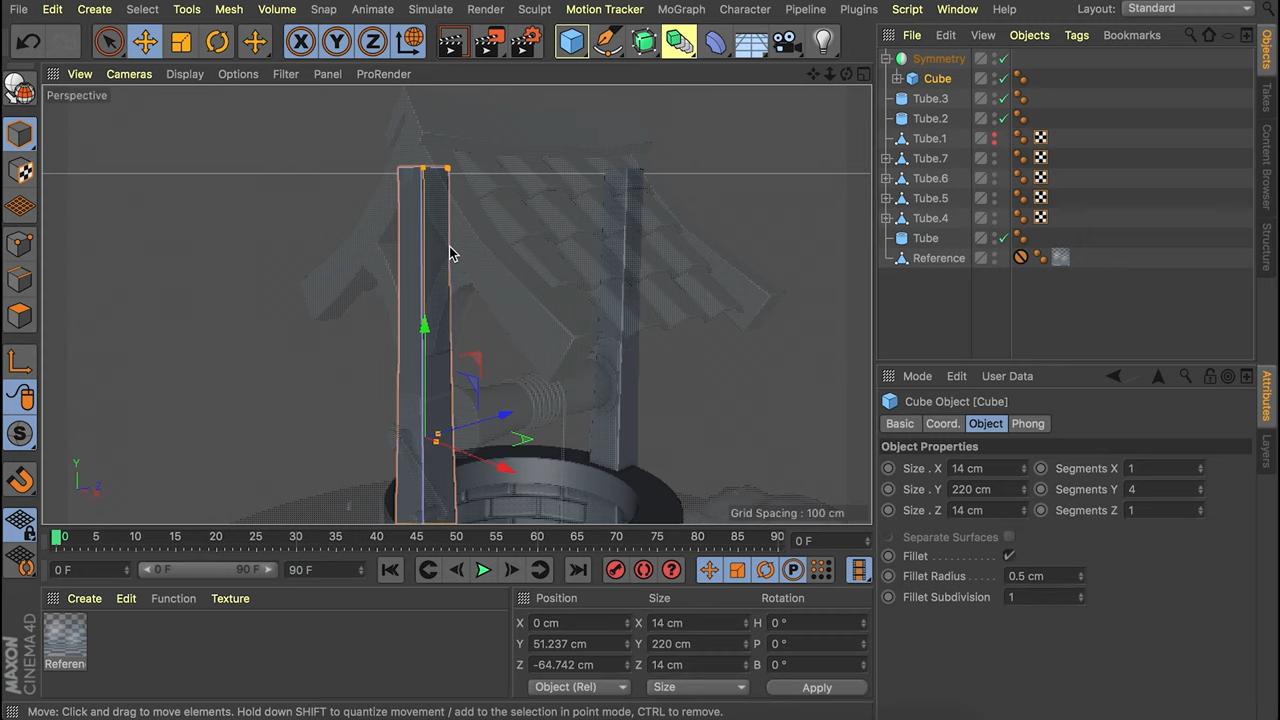 File Edit Create Select Tools Mesh Volume Snap Animate Simulate Render Sculpt Motion Tracker MoGraph Character Pipeline Plugins Script Window Help Layout: Standard
X Y Z
View Cameras Display Options Filter Panel ProRender
Perspective
Y
Z
X
Grid Spacing : 100 cm
0 5 10 15 20 25 30 35 40 45 50 55 60 65 70 75 80 85 90 0 F
0 F 0 F 90 F 90 F
Create Edit Function Texture
Referen
MAXON
CINEMA 4D
Position Size Rotation
X 0 cm X 14 cm H 0 °
Y 51.237 cm Y 220 cm P 0 °
Z -64.742 cm Z 14 cm B 0 °
Object (Rel) Size Apply
Move: Click and drag to move elements. Hold down SHIFT to quantize movement / add to the selection in point mode, CTRL to remove.
File Edit View Objects Tags Bookmarks
Symmetry
Cube
Tube.3
Tube.2
Tube.1
Tube.7
Tube.6
Tube.5
Tube.4
Tube
Reference
Mode Edit User Data
Cube Object [Cube]
Basic Coord. Object Phong
Object Properties
Size . X 14 cm Segments X 1
Size . Y 220 cm Segments Y 4
Size . Z 14 cm Segments Z 1
Separate Surfaces
Fillet
Fillet Radius 0.5 cm
Fillet Subdivision 1
Objects
Takes
Content Browser
Structure
Attributes
Layers